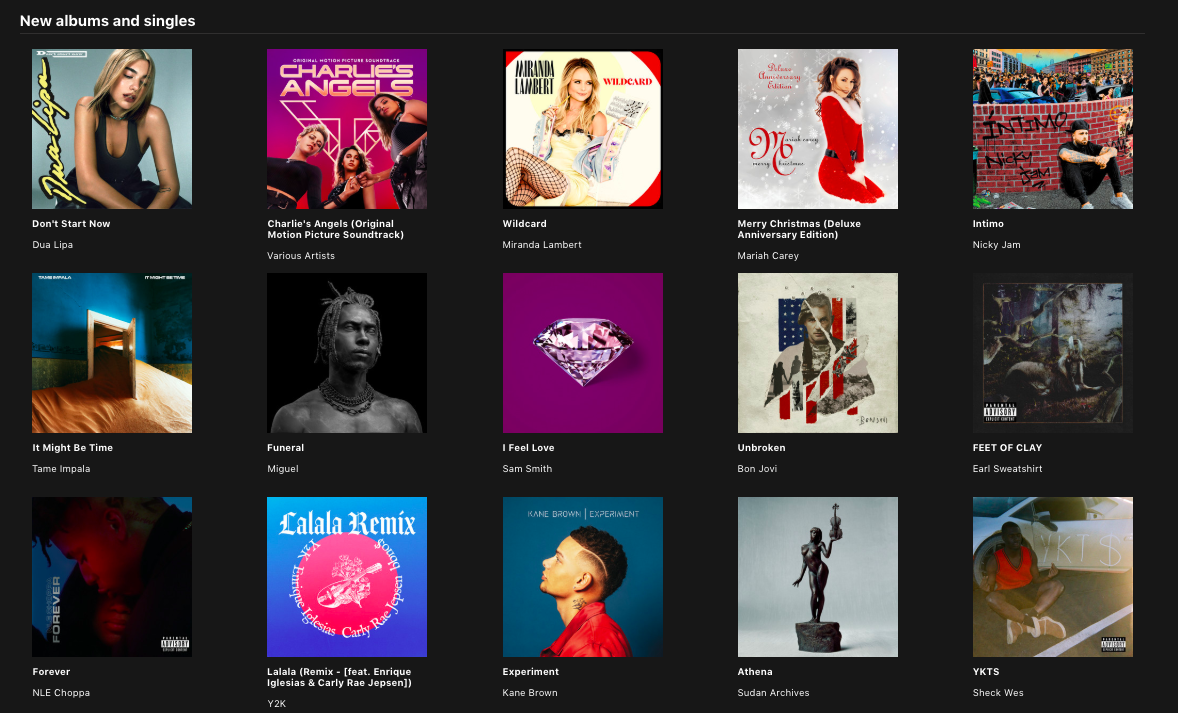 New albums and singles
Dua Lipa
ORIGINAL MOTION PICTURE SOUNDTRACK
CHARLIE'S
ANGELS
MIRANDA
LAMBERT
WILDCARD
Deluxe
Anniversary
Edition
Mariah Carey
merry Christmas
INTIMO
NICKY
JAM
Don't Start Now
Dua Lipa
Charlie's Angels (Original
Motion Picture Soundtrack)
Various Artists
Wildcard
Miranda Lambert
Merry Christmas (Deluxe
Anniversary Edition)
Mariah Carey
Intimo
Nicky Jam
TAME IMPALA
IT MIGHT BE TIME
PARENTAL
ADVISORY
EXPLICIT CONTENT
It Might Be Time
Tame Impala
Funeral
Miguel
I Feel Love
Sam Smith
Unbroken
Bon Jovi
FEET OF CLAY
Earl Sweatshirt
FOREVER
PARENTAL
ADVISORY
EXPLICIT CONTENT
Lalala Remix
Y2K
bbno$
Enrique Iglesias
Carly Rae Jepsen
KANE BROWN | EXPERIMENT
YKTS
PARENTAL
ADVISORY
EXPLICIT CONTENT
Forever
NLE Choppa
Lalala (Remix - [feat. Enrique
Iglesias & Carly Rae Jepsen])
Y2K
Experiment
Kane Brown
Athena
Sudan Archives
YKTS
Sheck Wes